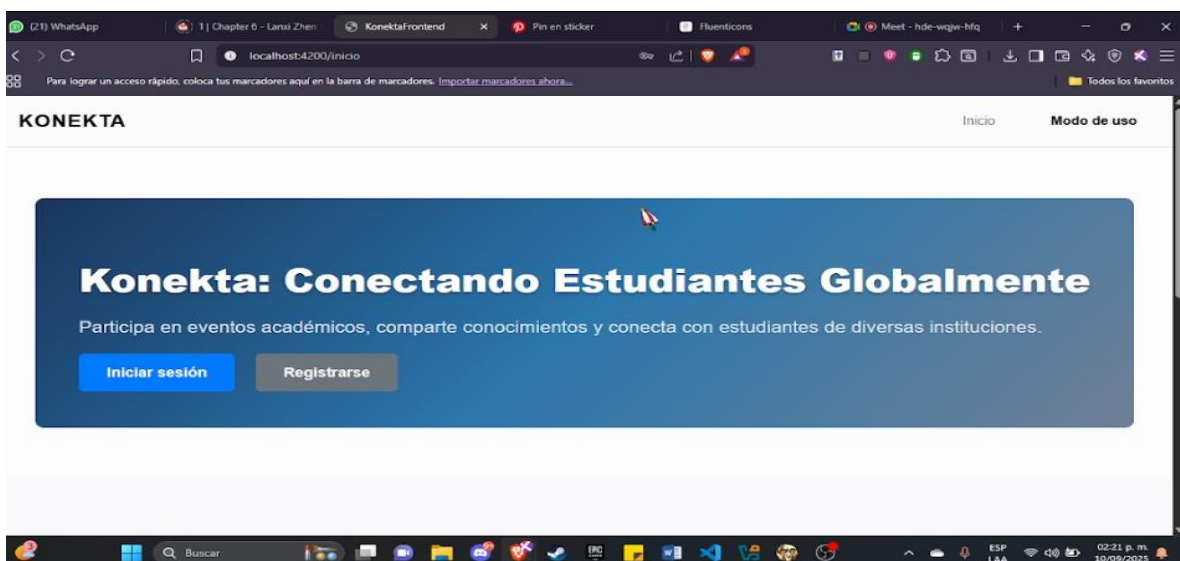 (21) WhatsApp
1 | Chapter 6 - Lanxi Zhen
KonektaFrontend
Pin en sticker
Fluenticons
Meet - hde-wqjw-hfq
localhost:4200/inicio
Para lograr un acceso rápido, coloca tus marcadores aquí en la barra de marcadores. Importar marcadores ahora...
Todos los favoritos
KONEKTA
Inicio
Modo de uso
Konekta: Conectando Estudiantes Globalmente
Participa en eventos académicos, comparte conocimientos y conecta con estudiantes de diversas instituciones.
Iniciar sesión
Registrarse
Buscar
EPIC
ESP
LAA
02:21 p. m.
10/09/2025